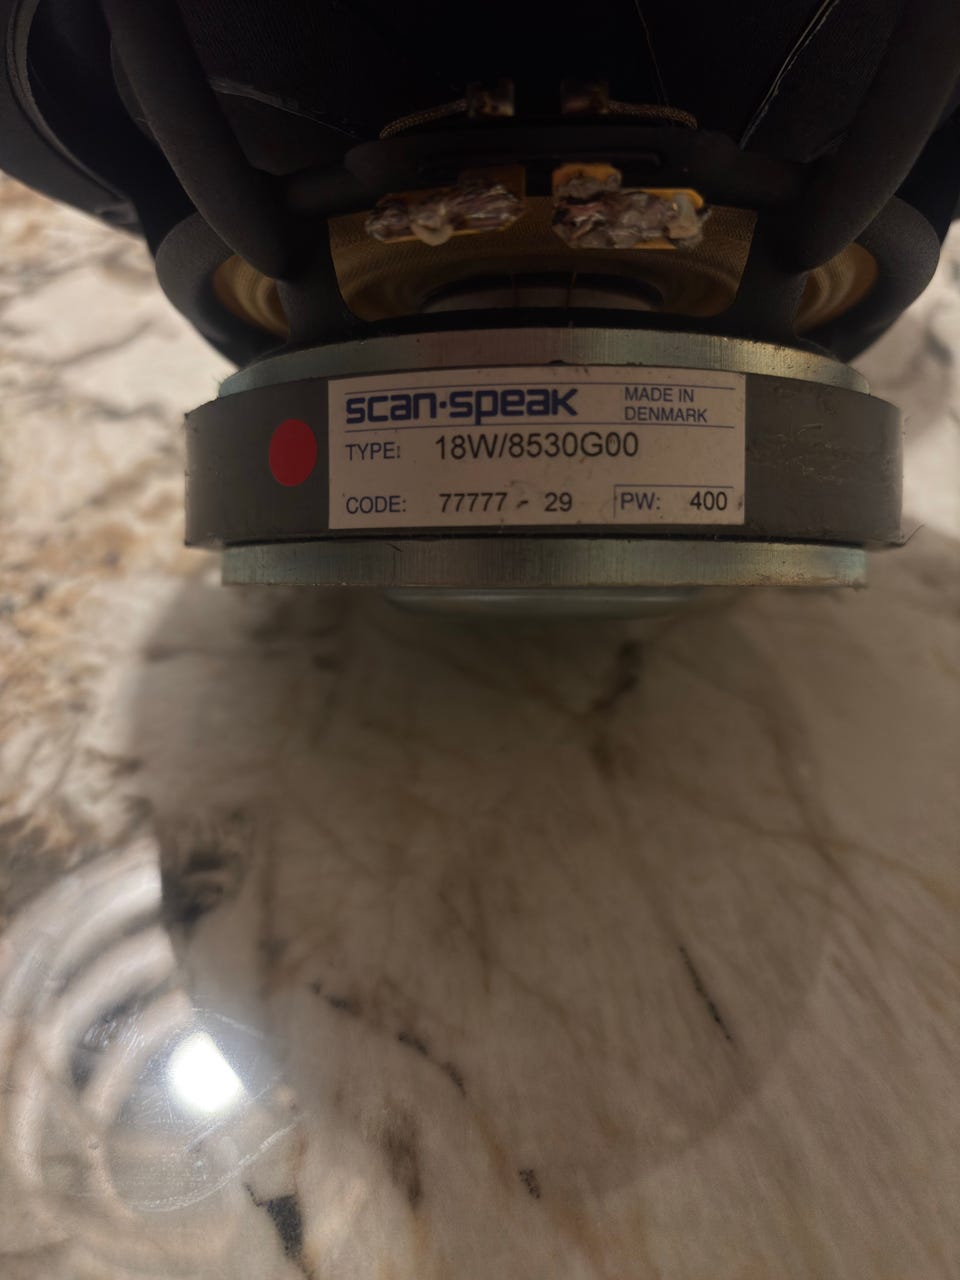 scan·speak
MADE IN
DENMARK
TYPE: 18W/8530G00
CODE: 77777 - 29 PW: 400